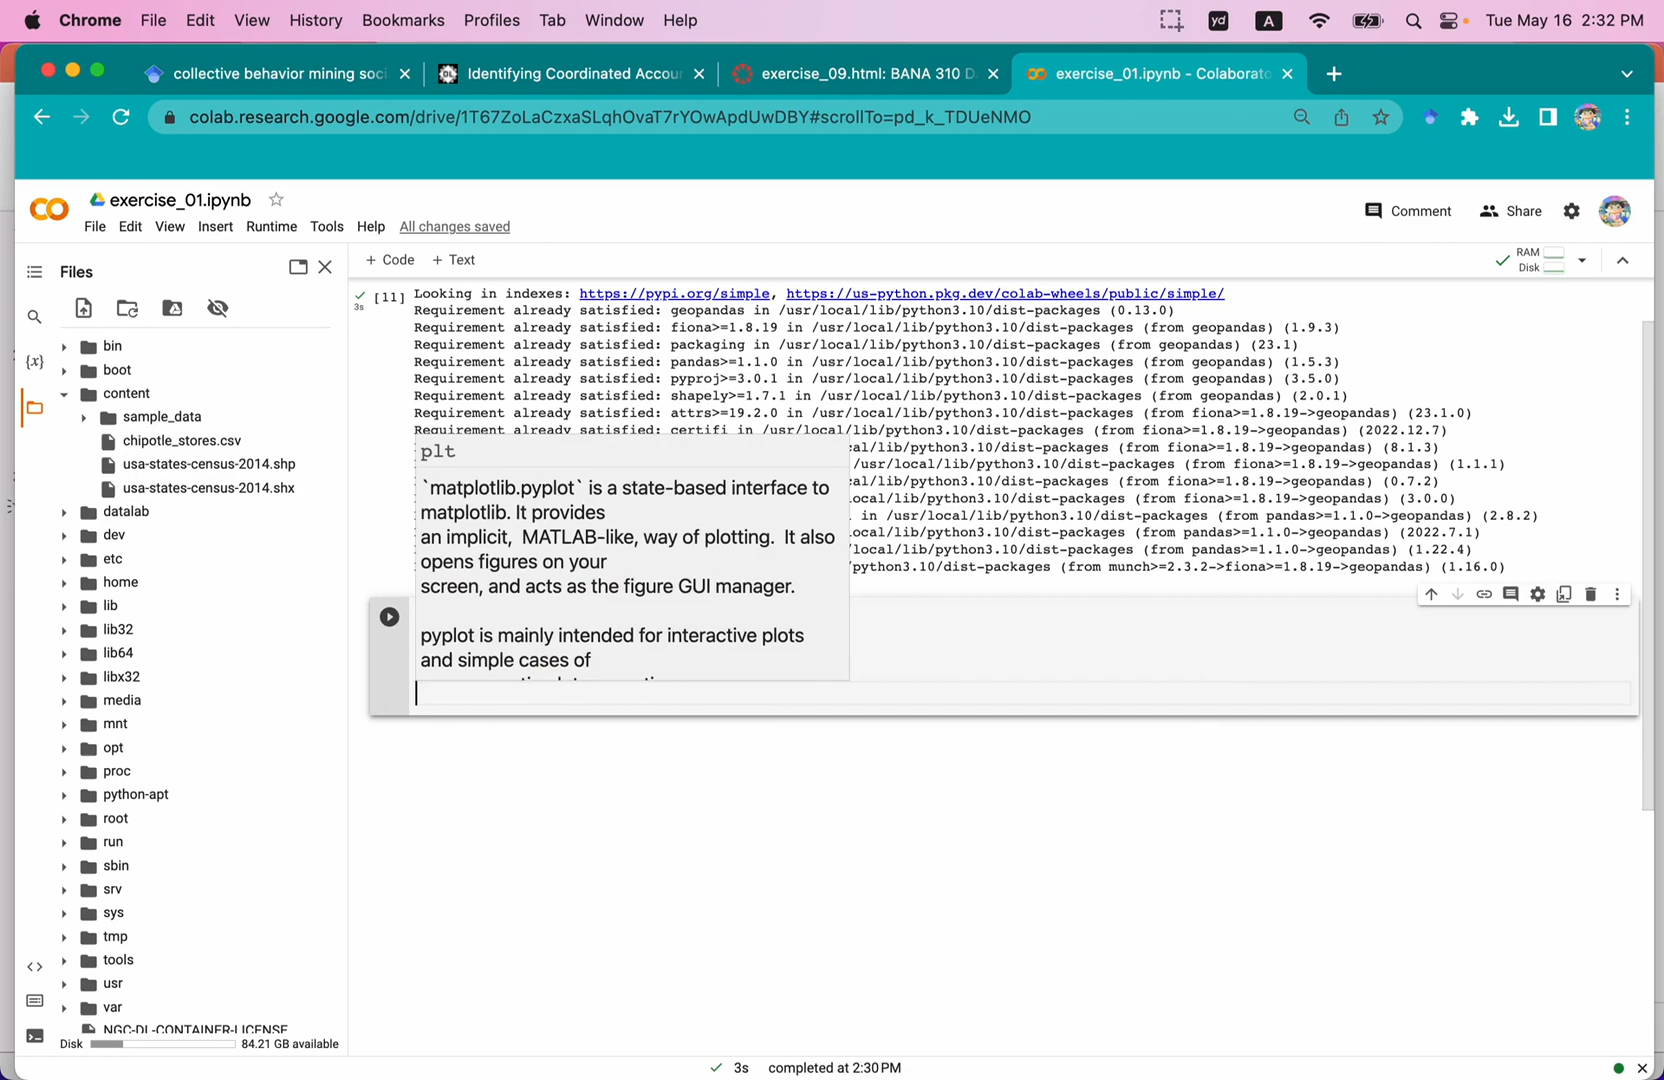 Chrome File Edit View History Bookmarks Profiles Tab Window Help yd A Tue May 16 2:32 PM
collective behavior mining soci Identifying Coordinated Accou exercise_09.html: BANA 310 D exercise_01.ipynb - Colaborato
colab.research.google.com/drive/1T67ZoLaCzxaSLqhOvaT7rYOwApdUwDBY#scrollTo=pd_k_TDUeNMO
exercise_01.ipynb
File Edit View Insert Runtime Tools Help All changes saved
Comment Share
Files
+ Code + Text
RAM
Disk
{x}
bin
boot
content
sample_data
chipotle_stores.csv
usa-states-census-2014.shp
usa-states-census-2014.shx
datalab
dev
etc
home
lib
lib32
lib64
libx32
media
mnt
opt
proc
python-apt
root
run
sbin
srv
sys
tmp
tools
usr
var
NGC-DL-CONTAINER-LICENSE
Disk 84.21 GB available
3s
[11] Looking in indexes: https://pypi.org/simple, https://us-python.pkg.dev/colab-wheels/public/simple/
Requirement already satisfied: geopandas in /usr/local/lib/python3.10/dist-packages (0.13.0)
Requirement already satisfied: fiona>=1.8.19 in /usr/local/lib/python3.10/dist-packages (from geopandas) (1.9.3)
Requirement already satisfied: packaging in /usr/local/lib/python3.10/dist-packages (from geopandas) (23.1)
Requirement already satisfied: pandas>=1.1.0 in /usr/local/lib/python3.10/dist-packages (from geopandas) (1.5.3)
Requirement already satisfied: pyproj>=3.0.1 in /usr/local/lib/python3.10/dist-packages (from geopandas) (3.5.0)
Requirement already satisfied: shapely>=1.7.1 in /usr/local/lib/python3.10/dist-packages (from geopandas) (2.0.1)
Requirement already satisfied: attrs>=19.2.0 in /usr/local/lib/python3.10/dist-packages (from fiona>=1.8.19->geopandas) (23.1.0)
Requirement already satisfied: certifi in /usr/local/lib/python3.10/dist-packages (from fiona>=1.8.19->geopandas) (2022.12.7)
cal/lib/python3.10/dist-packages (from fiona>=1.8.19->geopandas) (8.1.3)
/usr/local/lib/python3.10/dist-packages (from fiona>=1.8.19->geopandas) (1.1.1)
ocal/lib/python3.10/dist-packages (from fiona>=1.8.19->geopandas) (0.7.2)
ocal/lib/python3.10/dist-packages (from fiona>=1.8.19->geopandas) (3.0.0)
in /usr/local/lib/python3.10/dist-packages (from pandas>=1.1.0->geopandas) (2.8.2)
ocal/lib/python3.10/dist-packages (from pandas>=1.1.0->geopandas) (2022.7.1)
ocal/lib/python3.10/dist-packages (from pandas>=1.1.0->geopandas) (1.22.4)
python3.10/dist-packages (from munch>=2.3.2->fiona>=1.8.19->geopandas) (1.16.0)
plt
`matplotlib.pyplot` is a state-based interface to
matplotlib. It provides
an implicit, MATLAB-like, way of plotting. It also
opens figures on your
screen, and acts as the figure GUI manager.
pyplot is mainly intended for interactive plots
and simple cases of
3s completed at 2:30 PM